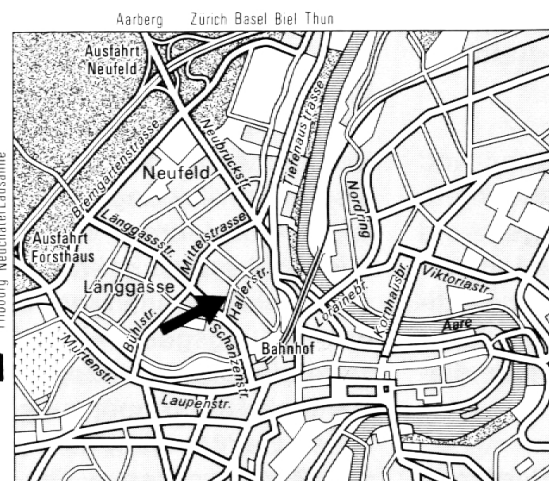 Aarberg Zürich Basel Biel Thun
Ausfahrt
Neufeld
Tiefenaustrasse
Neubrückstr.
Bremgartenstrasse
Neufeld
Nordring
Fribourg Neuchâtel Lausanne
Länggassstr.
Mittelstrasse
Ausfahrt
Forsthaus
Länggasse
Hallerstr.
Viktoriastr.
Lorrainebr.
Kornhausbr.
Bühlstr.
Schanzenstr.
Bahnhof
Aare
Murtenstr.
Laupenstr.